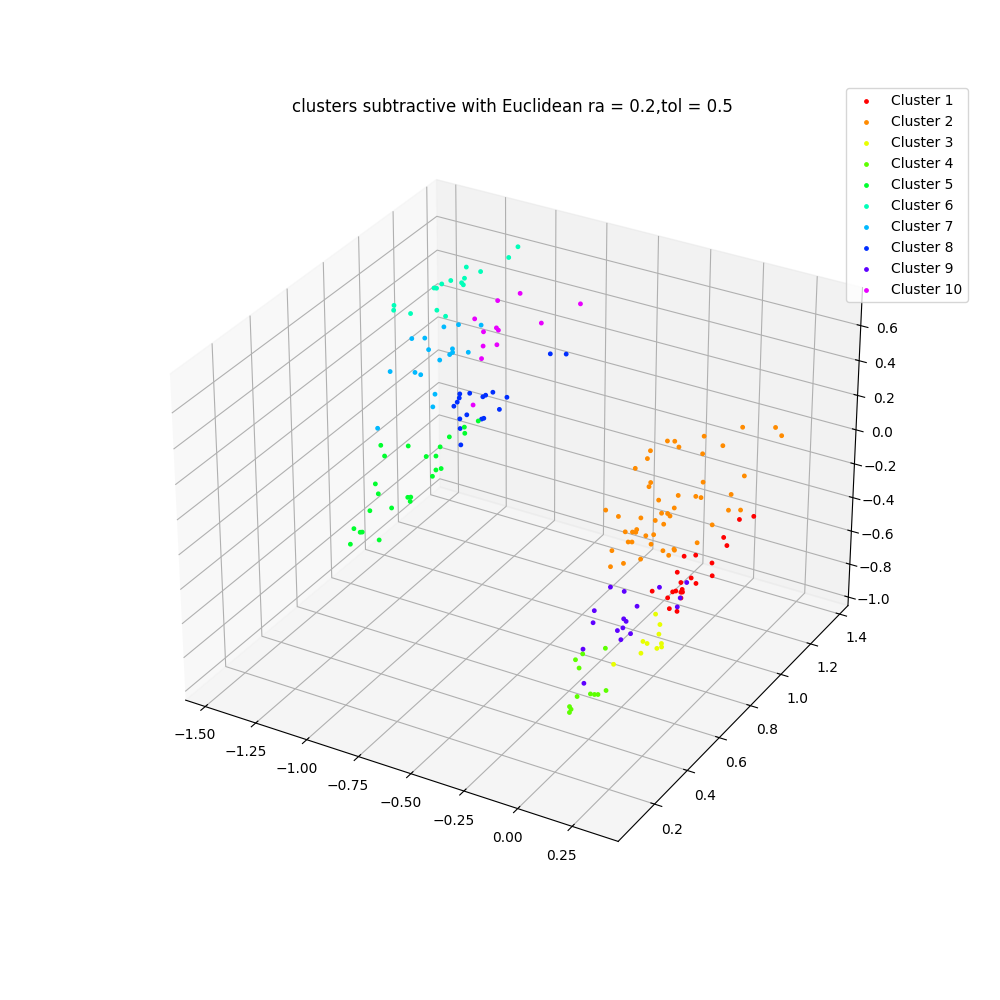 clusters subtractive with Euclidean ra = 0.2,tol = 0.5
Cluster 1
Cluster 2
Cluster 3
Cluster 4
Cluster 5
Cluster 6
Cluster 7
Cluster 8
Cluster 9
Cluster 10
0.6
0.4
0.2
0.0
−0.2
−0.4
−0.6
−0.8
−1.0
1.4
1.2
1.0
0.8
0.6
0.4
0.2
−1.50
−1.25
−1.00
−0.75
−0.50
−0.25
0.00
0.25